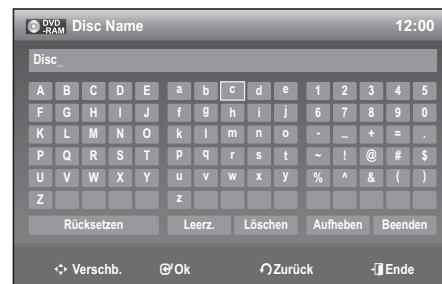 DVD-RAM Disc Name 12:00
Disc_
A B C D E a b c d e 1 2 3 4 5
F G H I J f g h i j 6 7 8 9 0
K L M N O k l m n o - _ + = .
P Q R S T p q r s t ~ ! @ # $
U V W X Y u v w x y % ^ & ( )
Z z
Rücksetzen Leerz. Löschen Aufheben Beenden
Verschb. Ok Zurück Ende